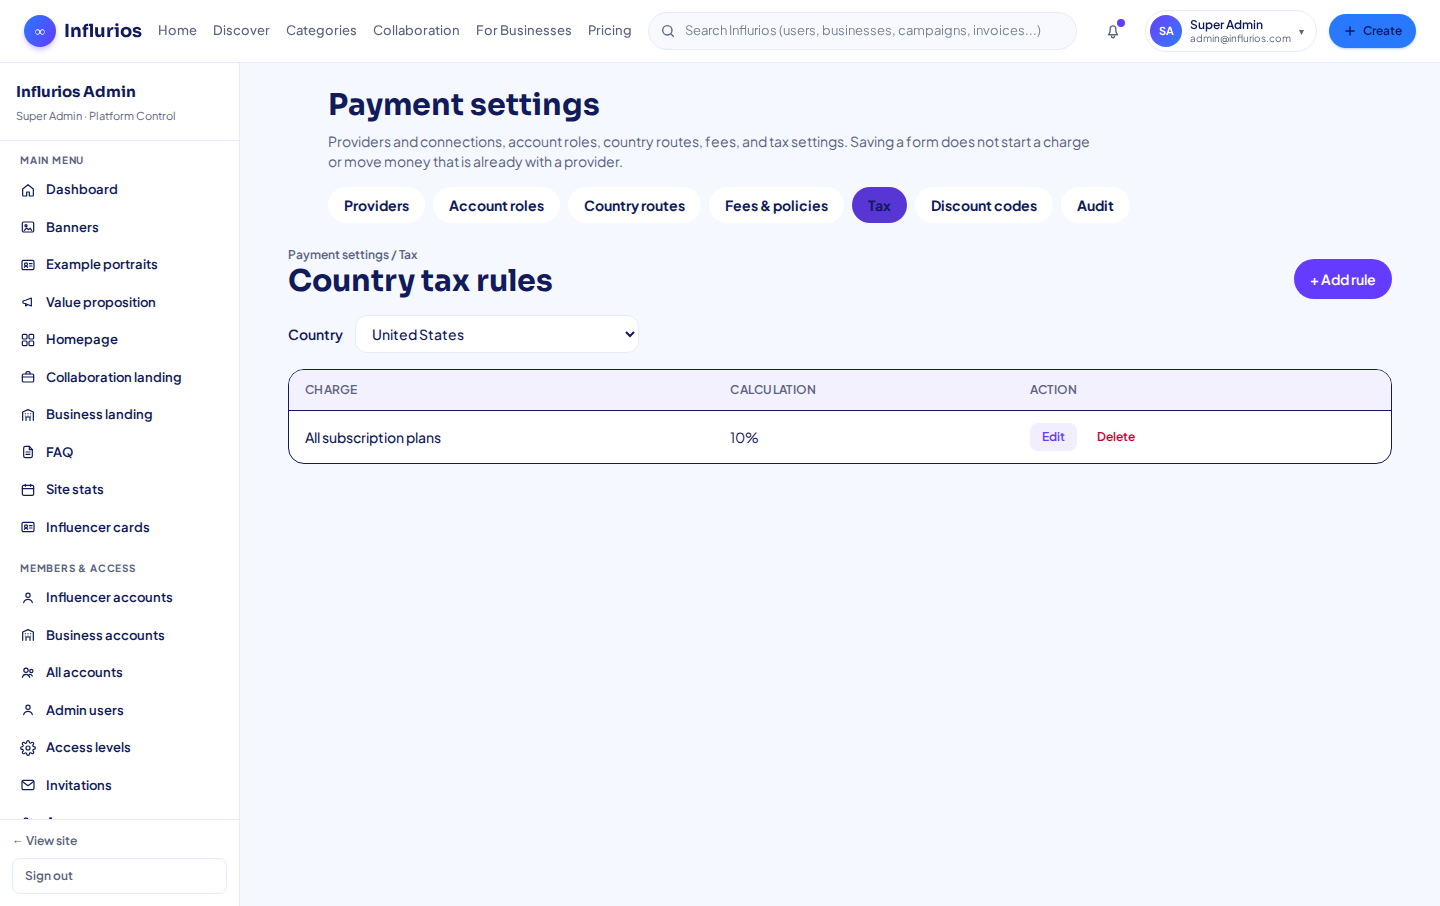 ∞ Influrios Home Discover Categories Collaboration For Businesses Pricing Search Influrios (users, businesses, campaigns, invoices...) SA Super Admin ▾ + Create
admin@influrios.com
Influrios Admin
Super Admin · Platform Control
MAIN MENU
Dashboard
Banners
Example portraits
Value proposition
Homepage
Collaboration landing
Business landing
FAQ
Site stats
Influencer cards
MEMBERS & ACCESS
Influencer accounts
Business accounts
All accounts
Admin users
Access levels
Invitations
← View site
Sign out
Payment settings
Providers and connections, account roles, country routes, fees, and tax settings. Saving a form does not start a charge
or move money that is already with a provider.
Providers Account roles Country routes Fees & policies Tax Discount codes Audit
Payment settings / Tax
Country tax rules
+ Add rule
Country United States
CHARGE CALCULATION ACTION
All subscription plans 10% Edit Delete